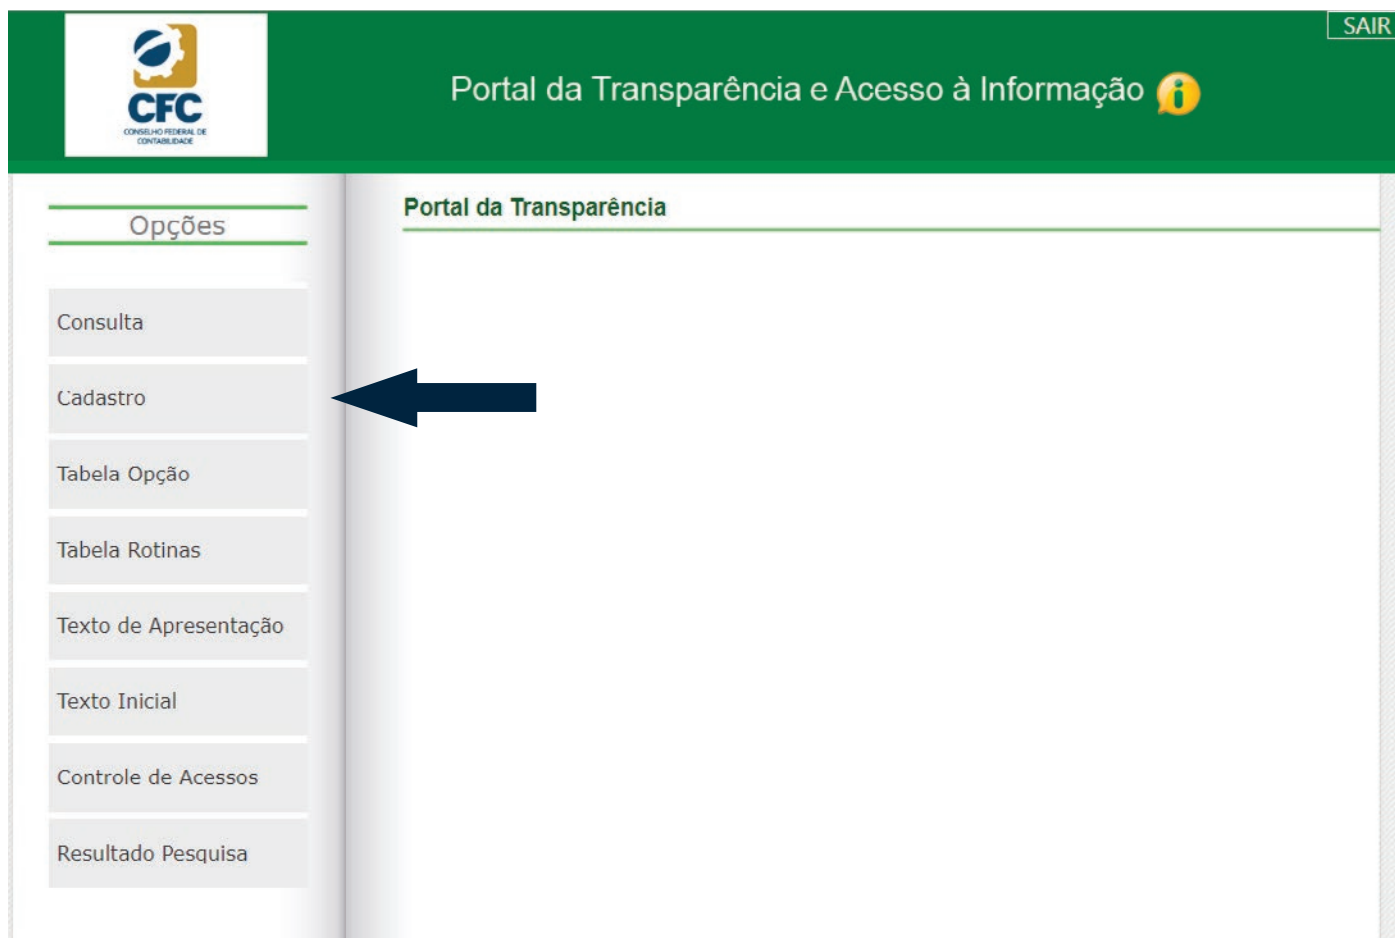 SAIR
CFC
CONSELHO FEDERAL DE
CONTABILIDADE
Portal da Transparência e Acesso à Informação
Opções
Portal da Transparência
Consulta
Cadastro
Tabela Opção
Tabela Rotinas
Texto de Apresentação
Texto Inicial
Controle de Acessos
Resultado Pesquisa